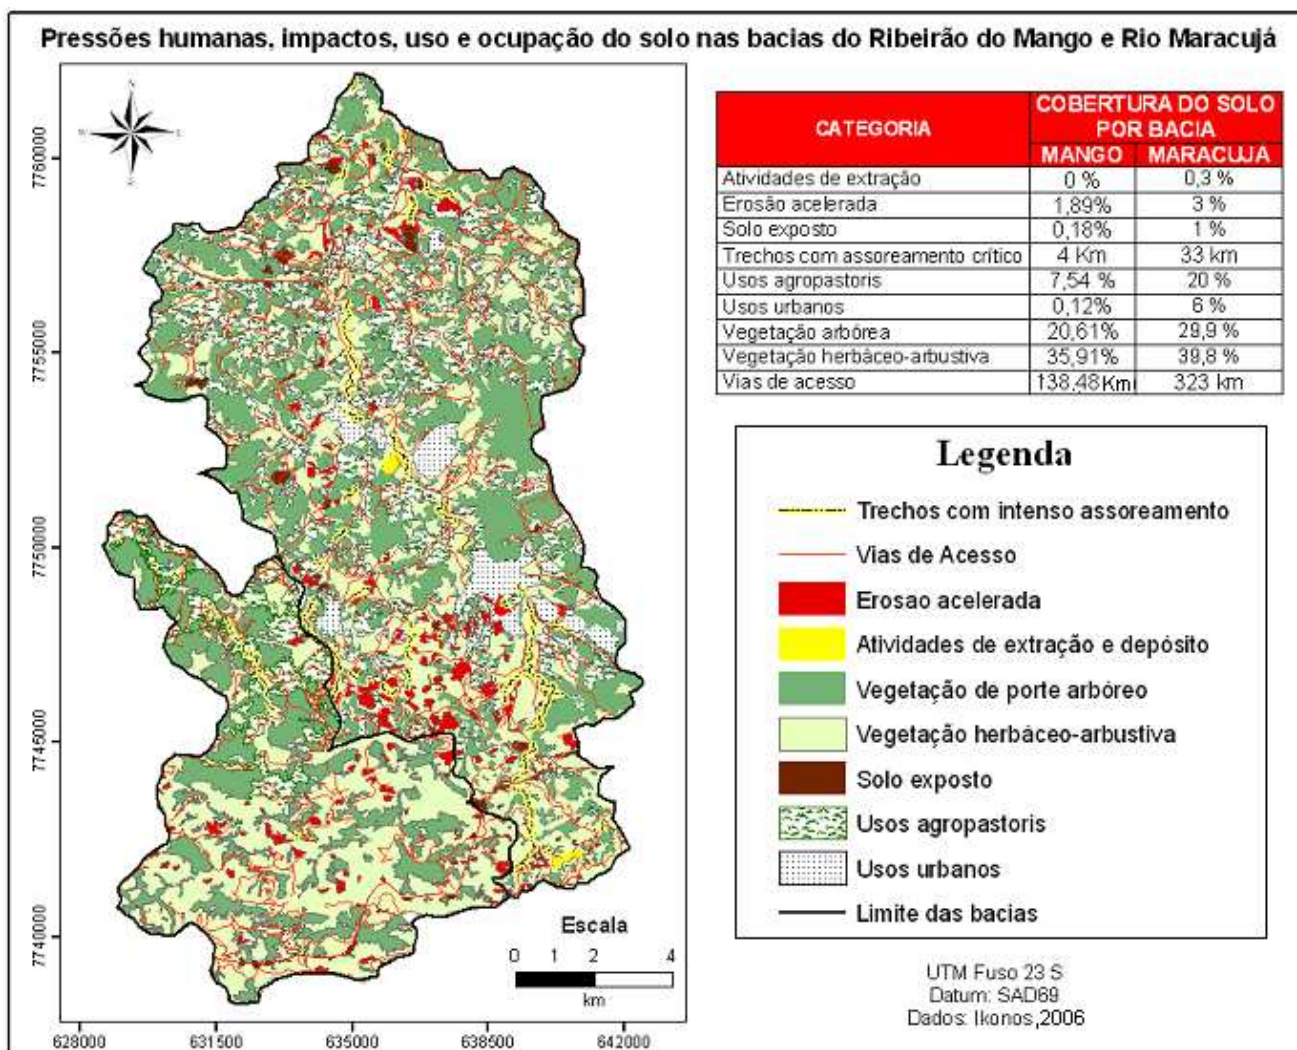 Pressões humanas, impactos, uso e ocupação do solo nas bacias do Ribeirão do Mango e Rio Maracujá
N
W
E
S
7760000
7755000
7750000
7745000
7740000
628000 631500 635000 638500 642000
Escala
0 1 2 4
km
CATEGORIA
COBERTURA DO SOLO
POR BACIA
MANGO MARACUJÁ
Atividades de extração 0 % 0,3 %
Erosão acelerada 1,89% 3 %
Solo exposto 0,18% 1 %
Trechos com assoreamento crítico 4 Km 33 km
Usos agropastoris 7,54 % 20 %
Usos urbanos 0,12% 6 %
Vegetação arbórea 20,61% 29,9 %
Vegetação herbáceo-arbustiva 35,91% 39,8 %
Vias de acesso 138,48 Km 323 km
Legenda
Trechos com intenso assoreamento
Vias de Acesso
Erosao acelerada
Atividades de extração e depósito
Vegetação de porte arbóreo
Vegetação herbáceo-arbustiva
Solo exposto
Usos agropastoris
Usos urbanos
Limite das bacias
UTM Fuso 23 S
Datum: SAD69
Dados: Ikonos,2006